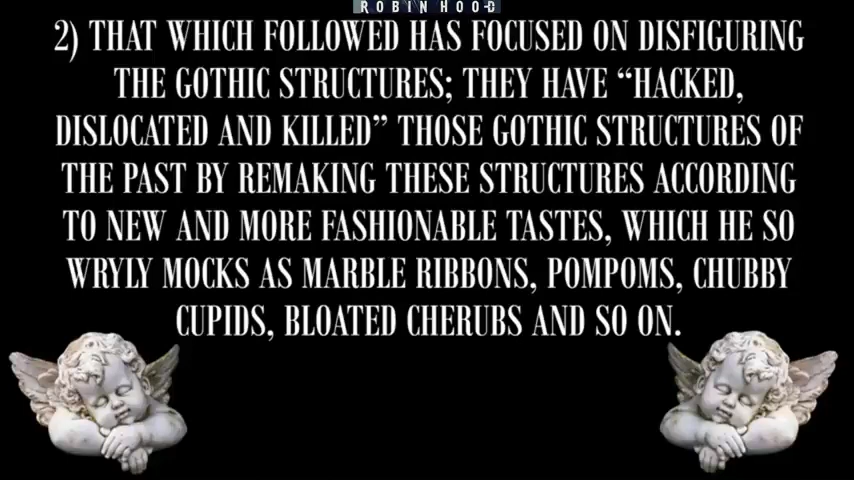 ROBIN HOOD
2) THAT WHICH FOLLOWED HAS FOCUSED ON DISFIGURING
THE GOTHIC STRUCTURES; THEY HAVE “HACKED,
DISLOCATED AND KILLED” THOSE GOTHIC STRUCTURES OF
THE PAST BY REMAKING THESE STRUCTURES ACCORDING
TO NEW AND MORE FASHIONABLE TASTES, WHICH HE SO
WRYLY MOCKS AS MARBLE RIBBONS, POMPOMS, CHUBBY
CUPIDS, BLOATED CHERUBS AND SO ON.